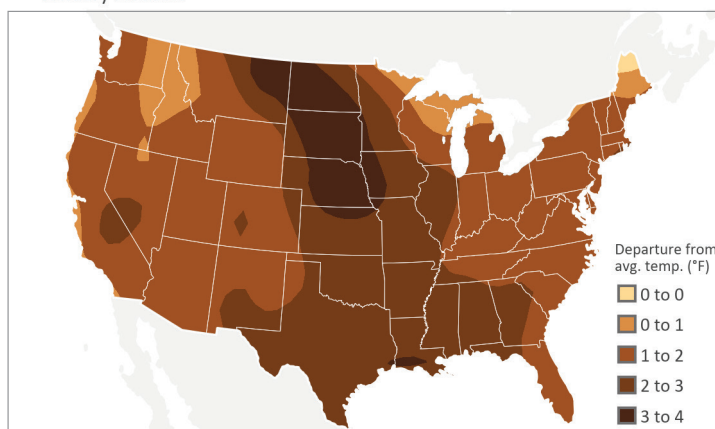 Departure from
avg. temp. (°F)
0 to 0
0 to 1
1 to 2
2 to 3
3 to 4